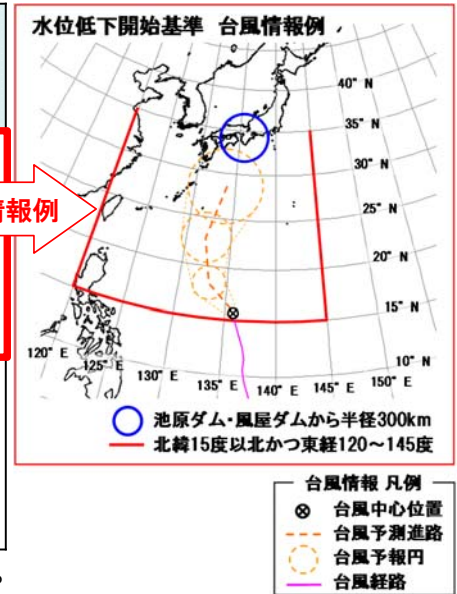 水位低下開始基準 台風情報例
40° N
35° N
30° N
25° N
20° N
15° N
10° N
120° E
125° E
130° E
135° E
140° E
145° E
150° E
情報例
池原ダム・風屋ダムから半径300km
北緯15度以北かつ東経120~145度
台風情報 凡例
台風中心位置
台風予測進路
台風予報円
台風経路
。